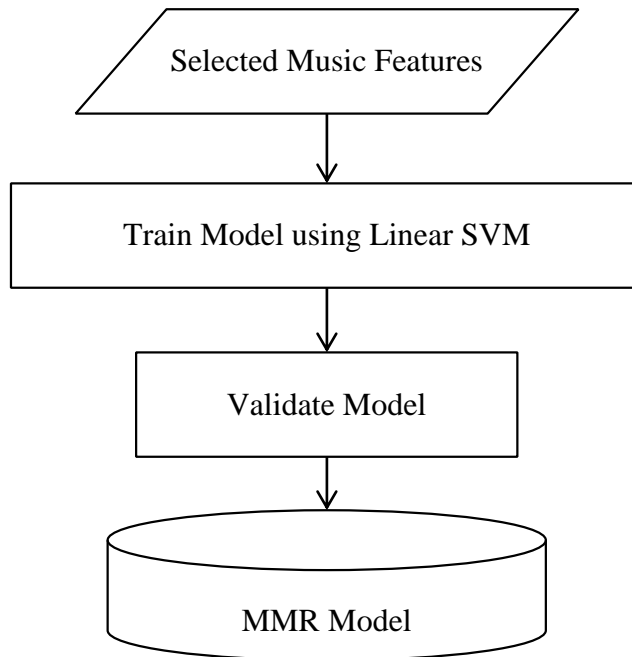 Selected Music Features
Train Model using Linear SVM
Validate Model
MMR Model